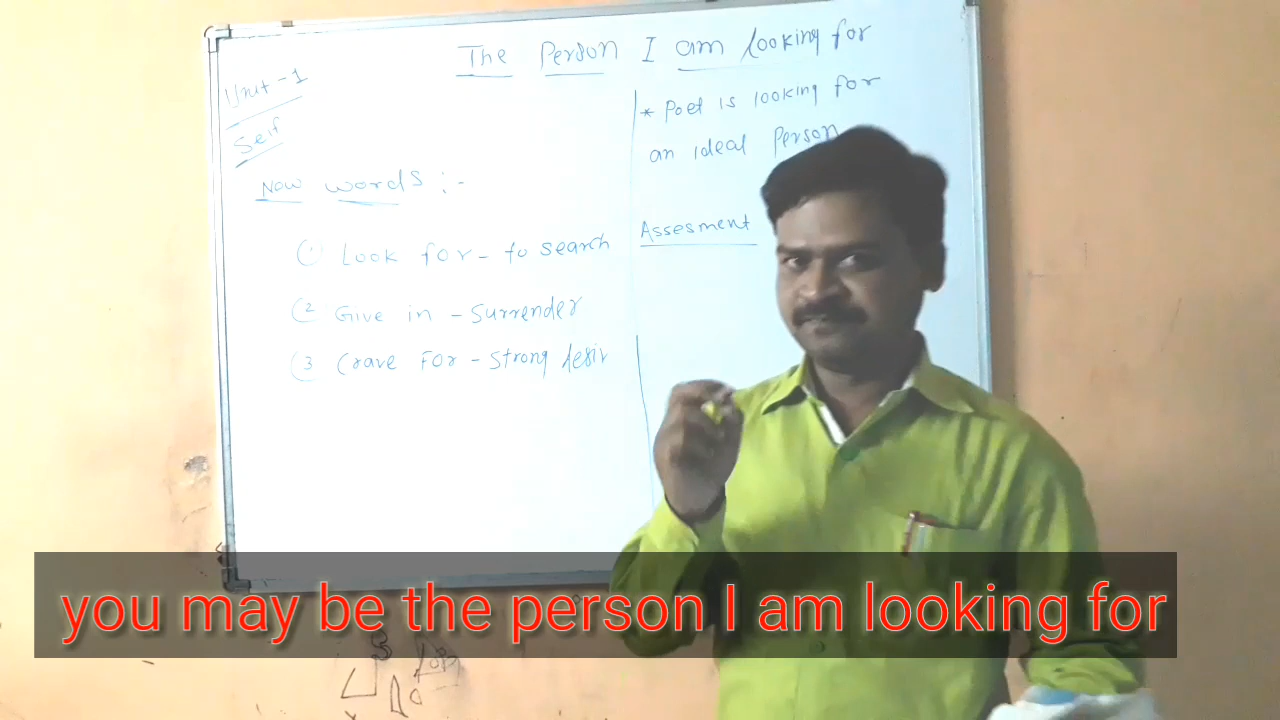 The Person I am looking for
Unit-1
Self
New words :-
① Look for - to search
② Give in - Surrender
③ Crave For - Strong desir
* Poet is looking for
an ideal Person
Assesment
you may be the person I am looking for